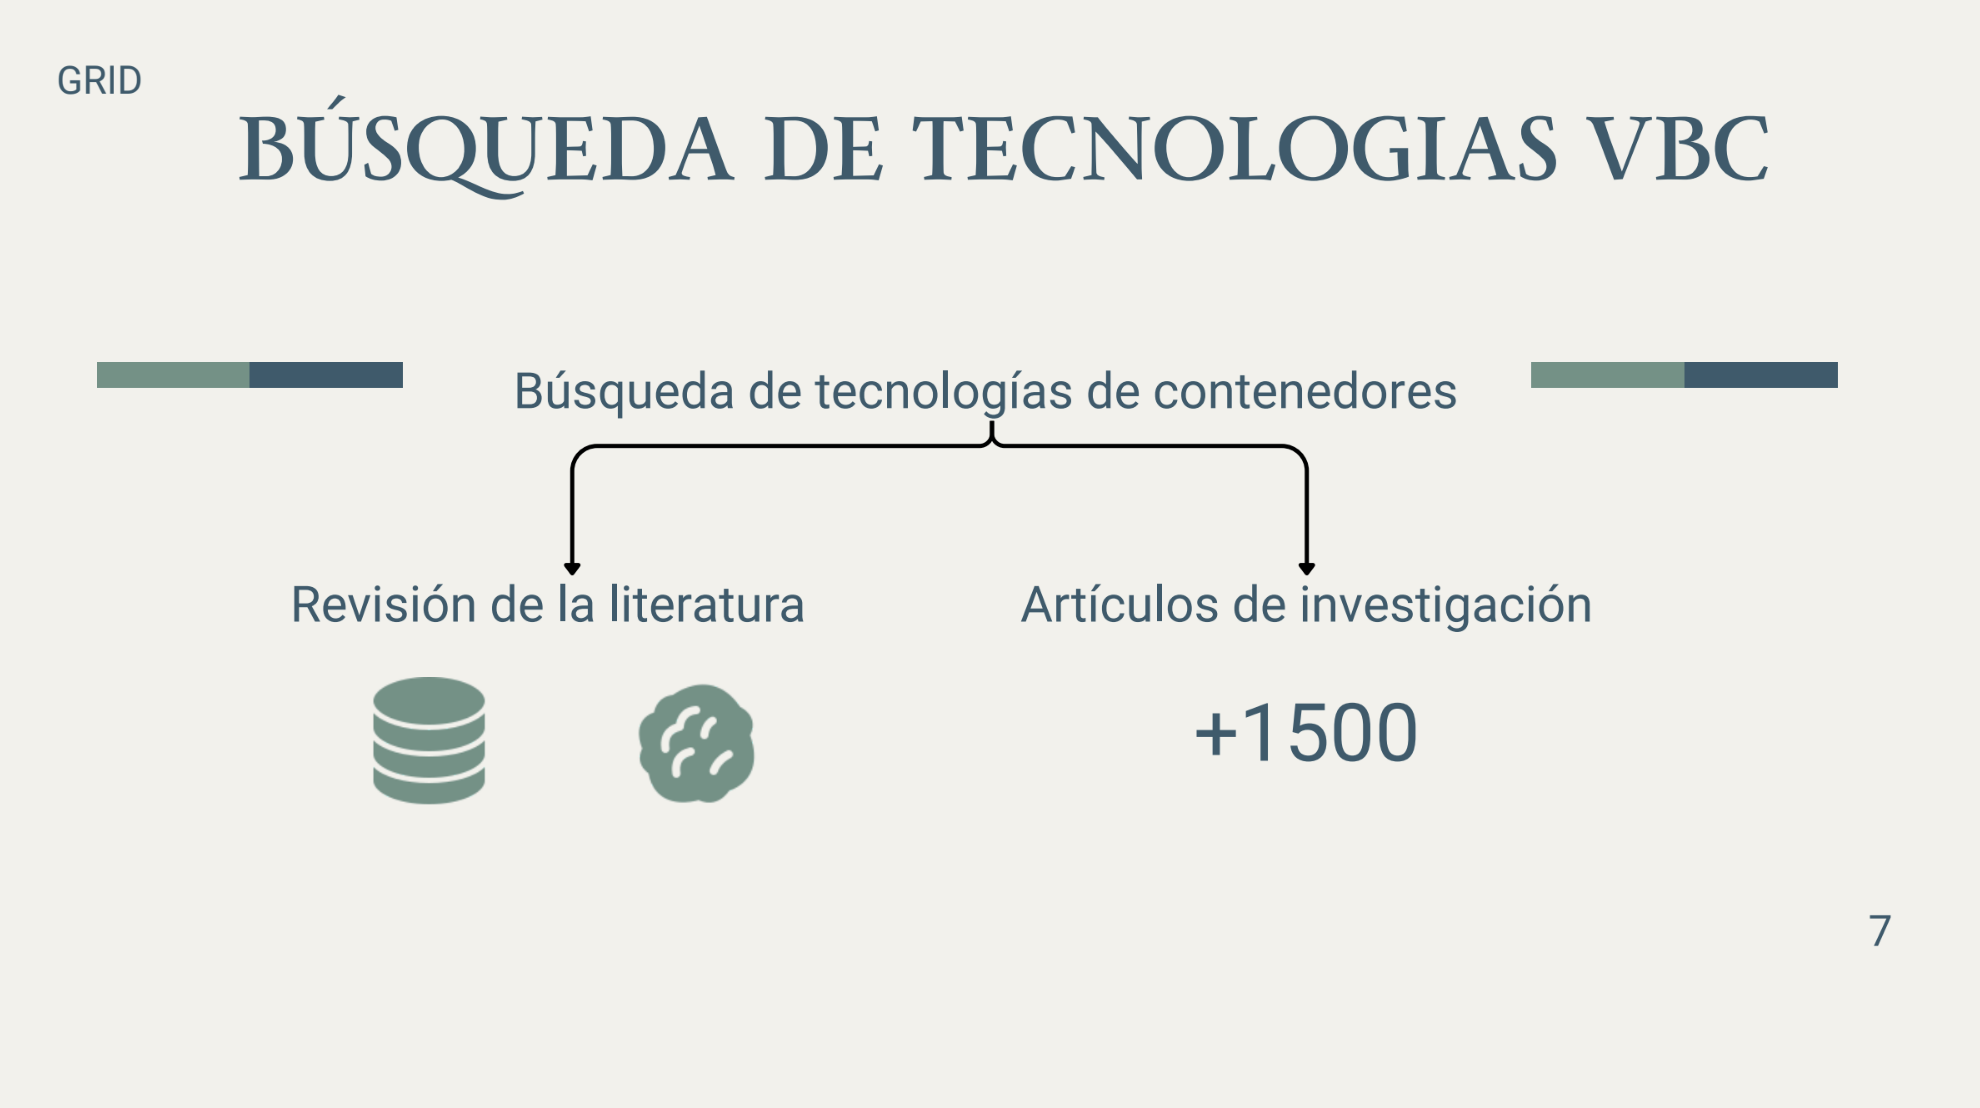 GRID
BÚSQUEDA DE TECNOLOGIAS VBC
Búsqueda de tecnologías de contenedores
Revisión de la literatura
Artículos de investigación
+1500
7